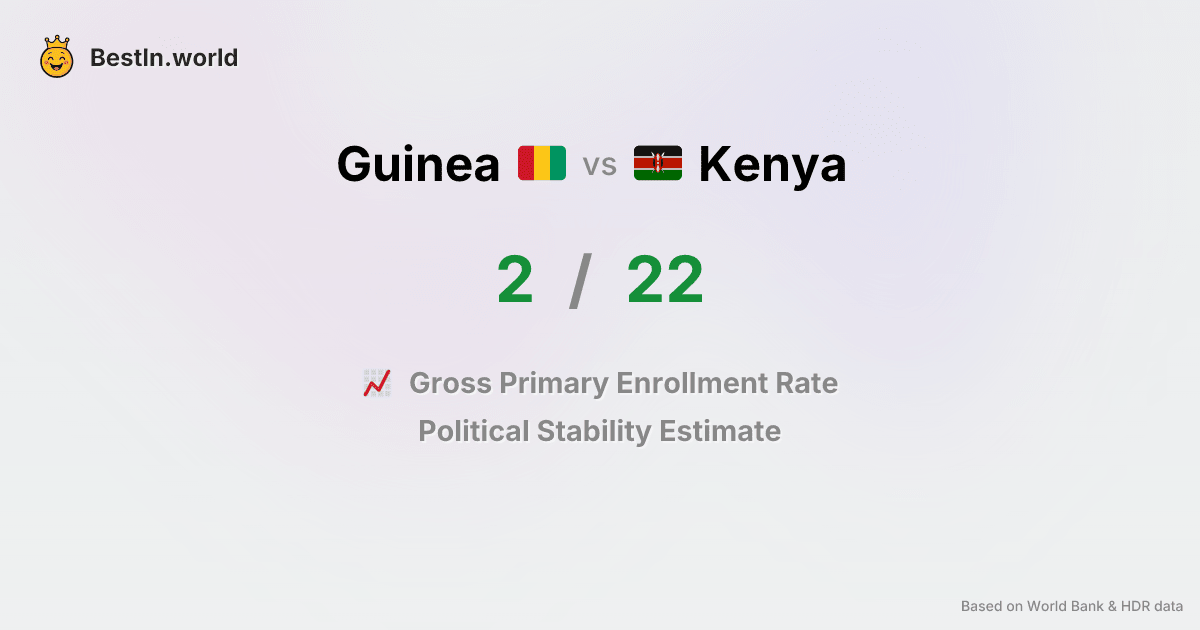 BestIn.world
Guinea vs Kenya
2 / 22
Gross Primary Enrollment Rate
Political Stability Estimate
Based on World Bank & HDR data